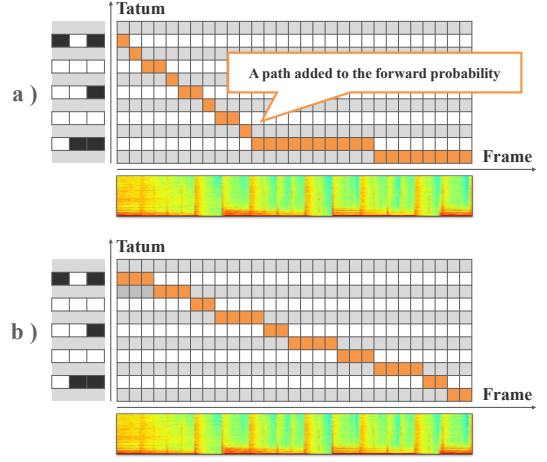 Tatum
A path added to the forward probability
a )
Frame
Tatum
b )
Frame